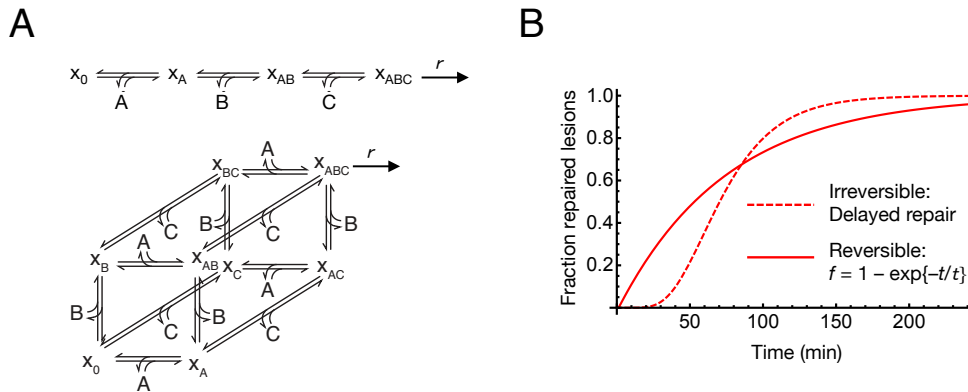 A
x0 xA xAB xABC r
A B C
A r
xBC xABC
B B
A C C
xB xAB xC xAC
A
B C B C
x0 xA
A
B
Fraction repaired lesions
1.0
0.8
0.6
0.4
0.2
50 100 150 200
Time (min)
Irreversible:
Delayed repair
Reversible:
f = 1 − exp{−t/t}